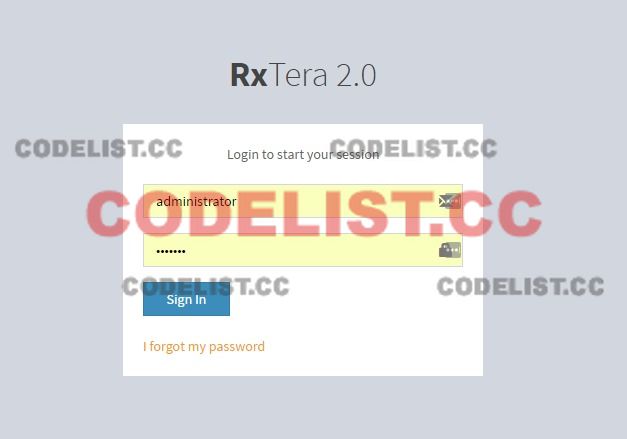 RxTera 2.0
CODELIST.CC CODELIST.CC
Login to start your session
administrator
CODELIST.CC
•••••••
CODELIST.CC CODELIST.CC
Sign In
I forgot my password